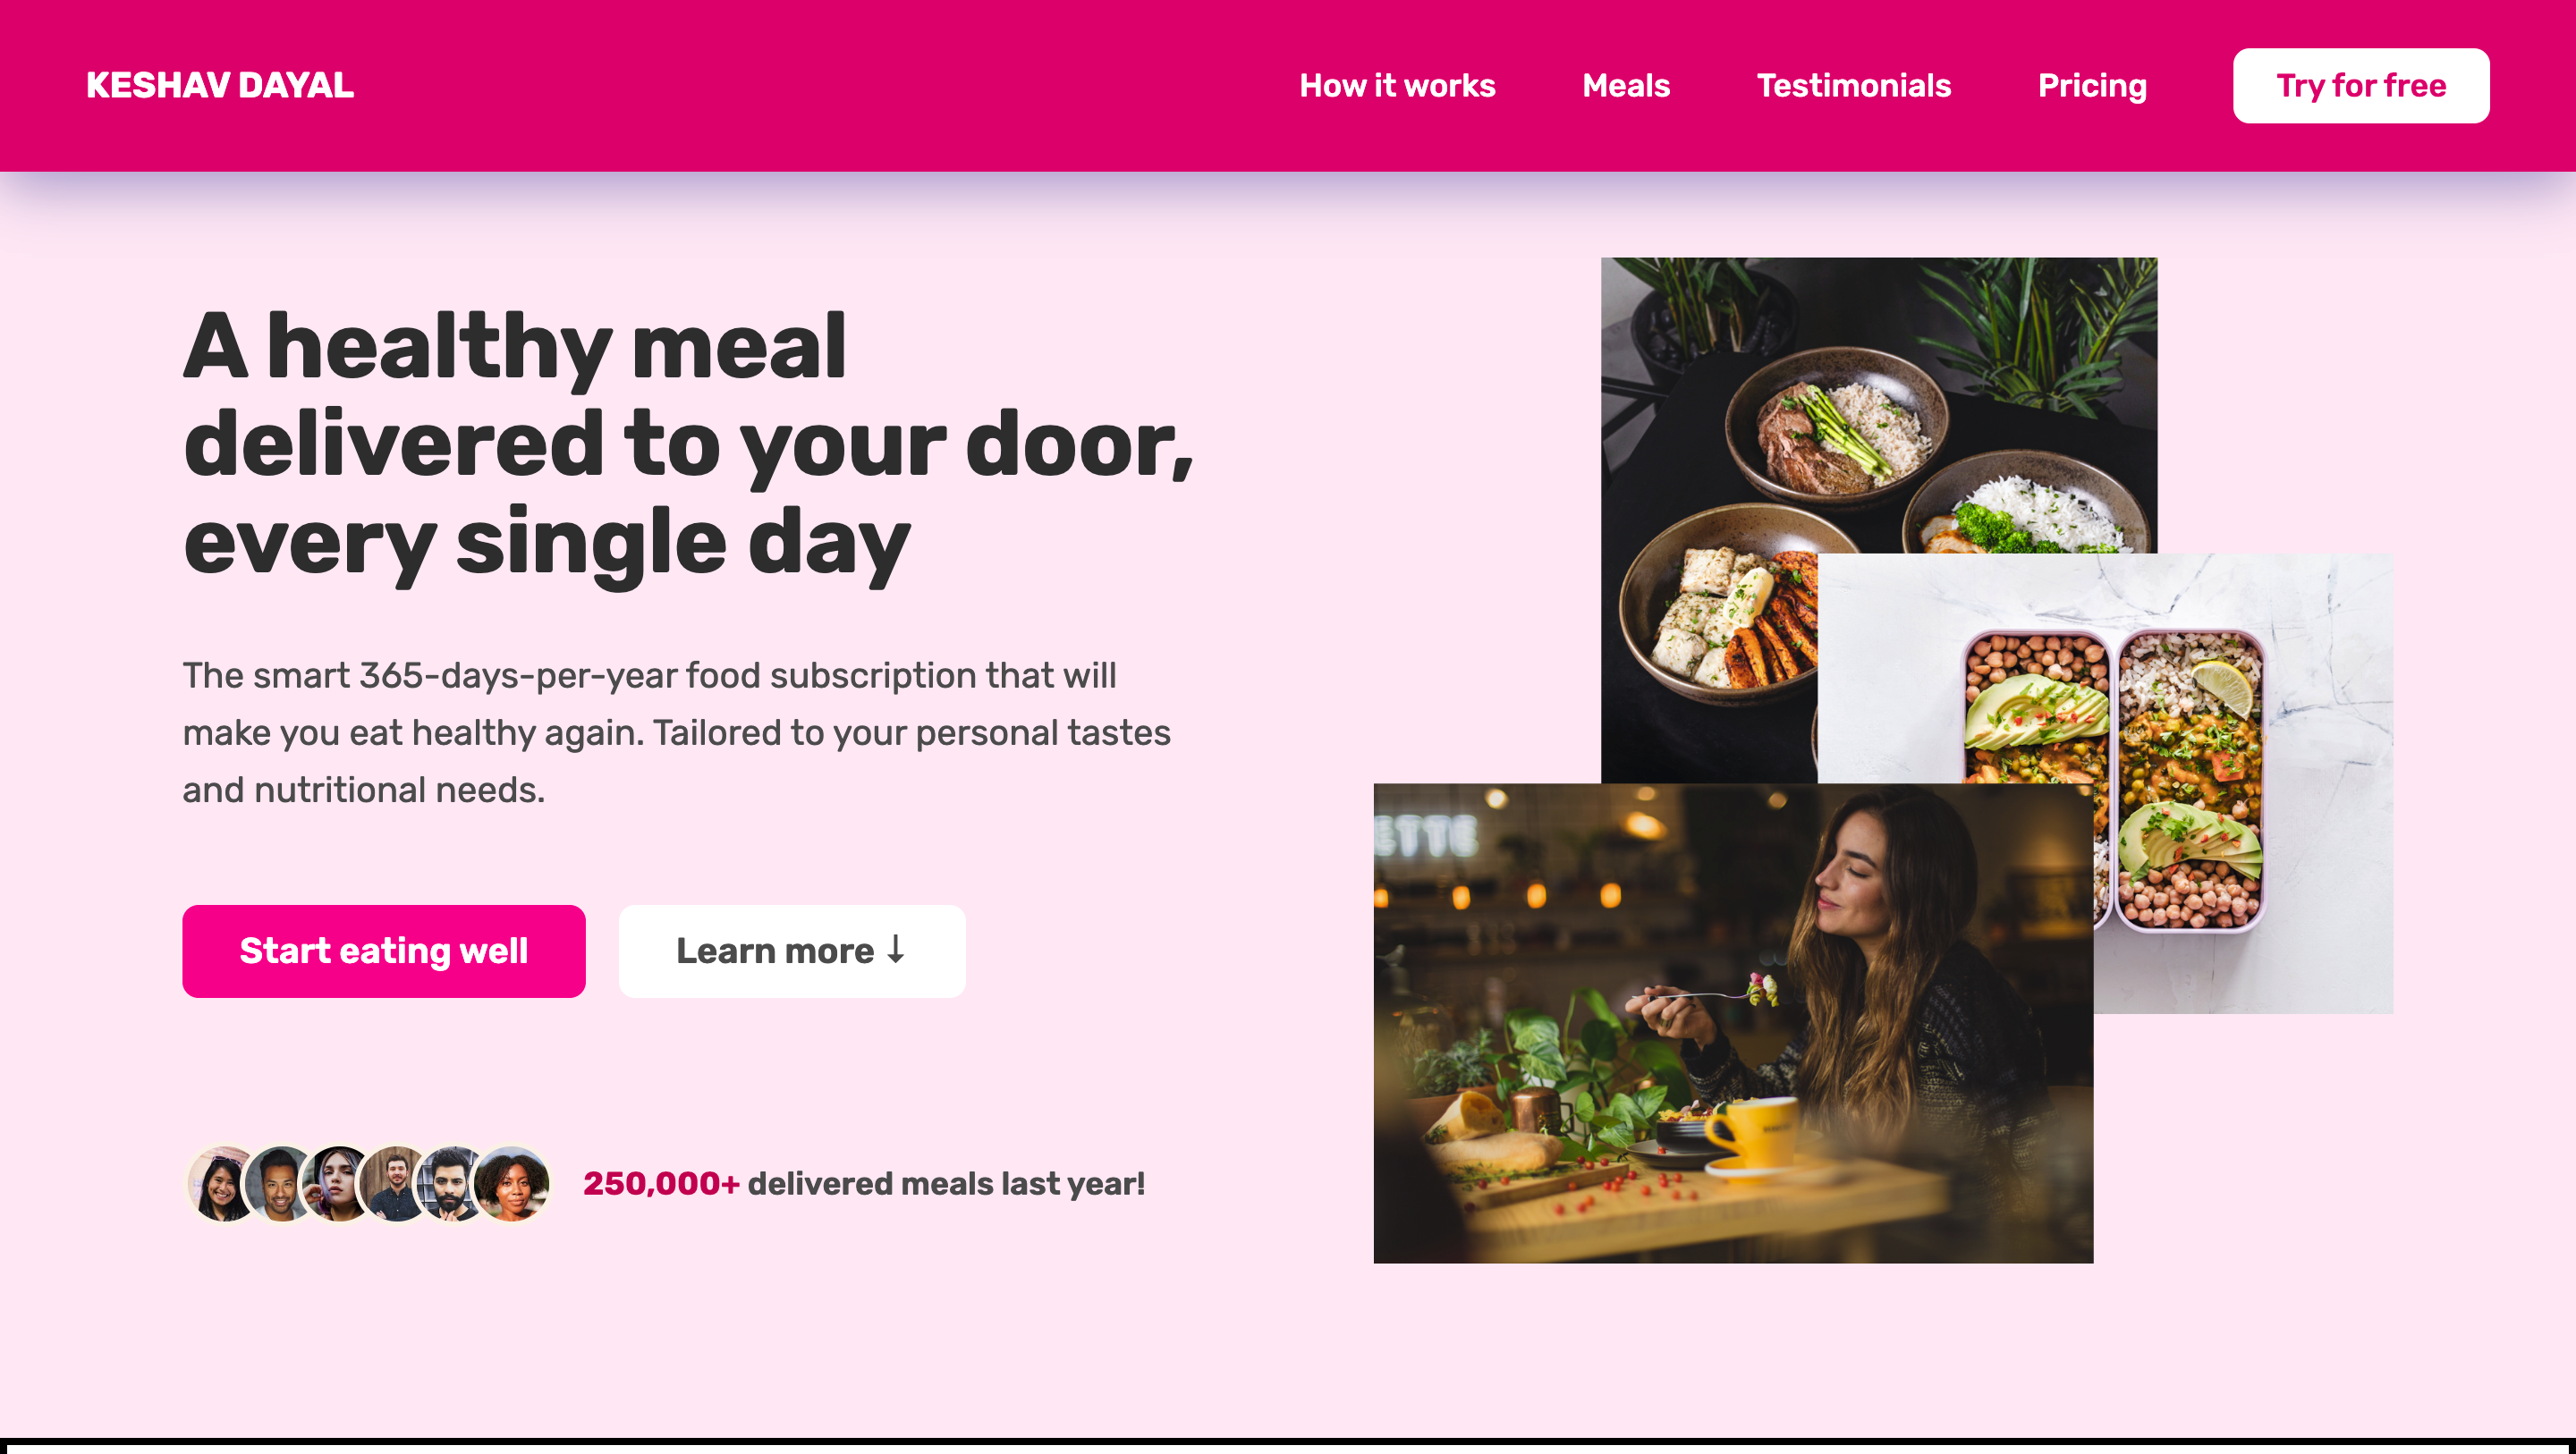 KESHAV DAYAL
How it works
Meals
Testimonials
Pricing
Try for free
A healthy meal
delivered to your door,
every single day
The smart 365-days-per-year food subscription that will
make you eat healthy again. Tailored to your personal tastes
and nutritional needs.
Start eating well
Learn more ↓
250,000+ delivered meals last year!
ETTE